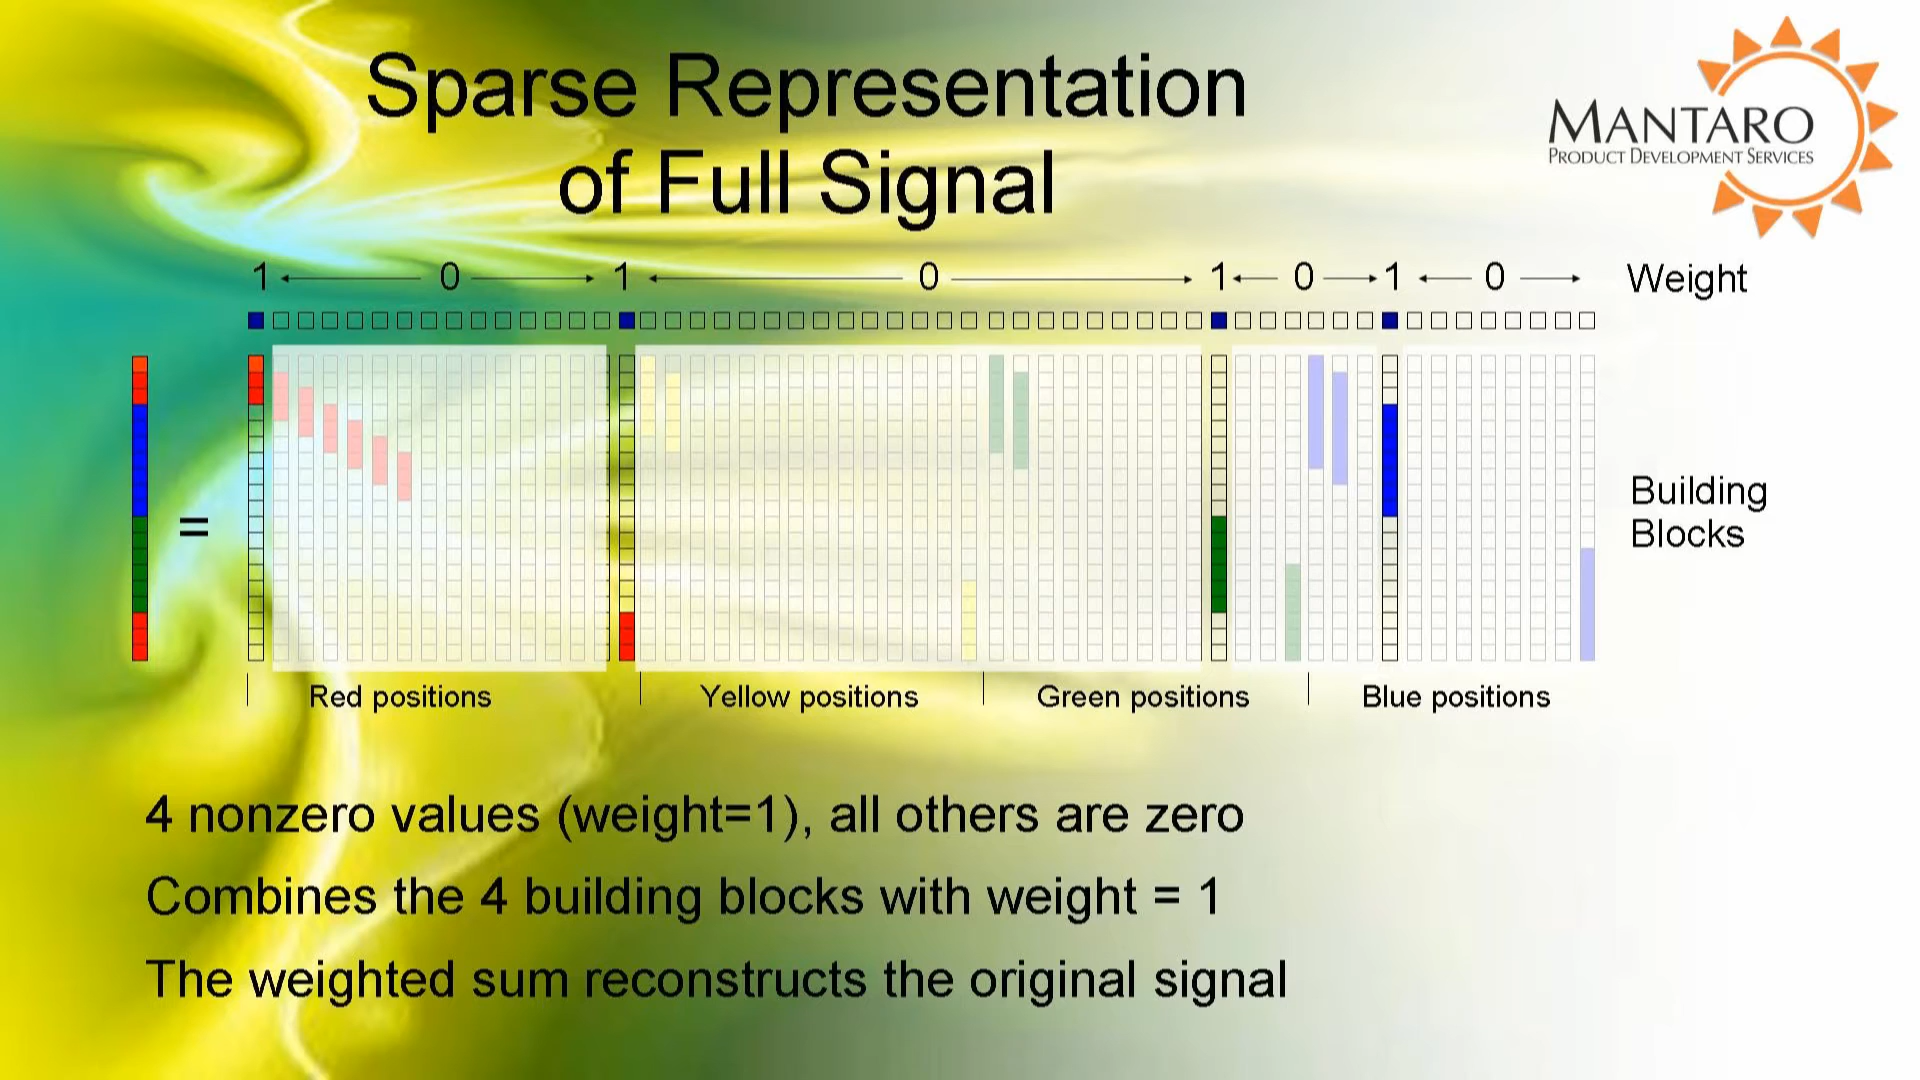 Sparse Representation
of Full Signal
MANTARO
PRODUCT DEVELOPMENT SERVICES
1 0 1 0 1 0 1 0 Weight
=
Building
Blocks
Red positions Yellow positions Green positions Blue positions
4 nonzero values (weight=1), all others are zero
Combines the 4 building blocks with weight = 1
The weighted sum reconstructs the original signal